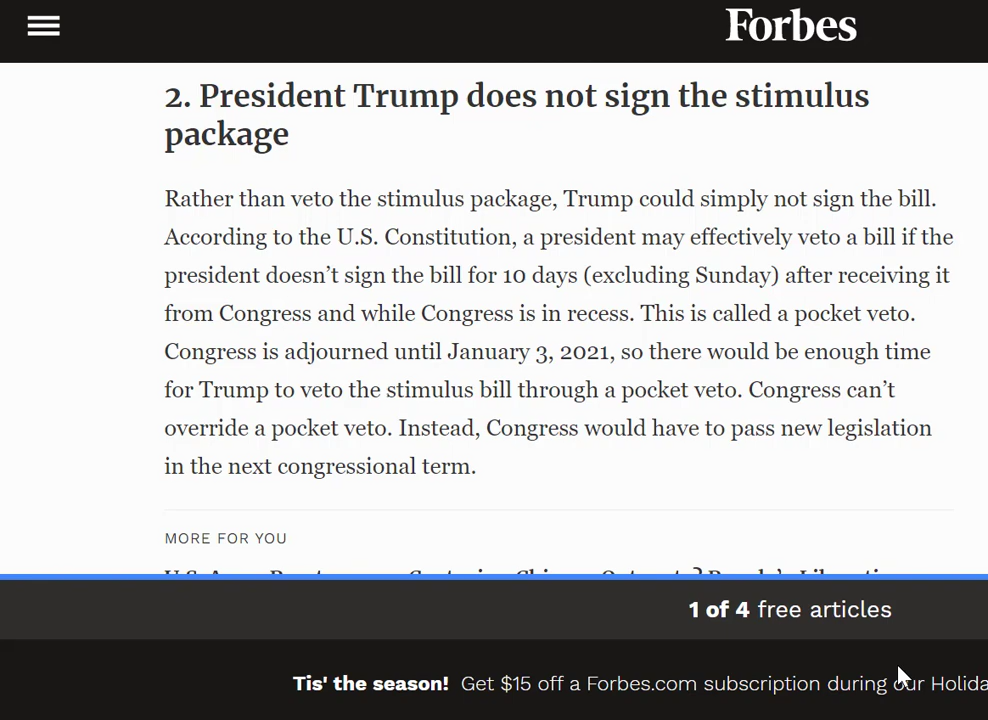 Forbes
2. President Trump does not sign the stimulus
package
Rather than veto the stimulus package, Trump could simply not sign the bill.
According to the U.S. Constitution, a president may effectively veto a bill if the
president doesn’t sign the bill for 10 days (excluding Sunday) after receiving it
from Congress and while Congress is in recess. This is called a pocket veto.
Congress is adjourned until January 3, 2021, so there would be enough time
for Trump to veto the stimulus bill through a pocket veto. Congress can’t
override a pocket veto. Instead, Congress would have to pass new legislation
in the next congressional term.
MORE FOR YOU
1 of 4 free articles
Tis' the season! Get $15 off a Forbes.com subscription during our Holida